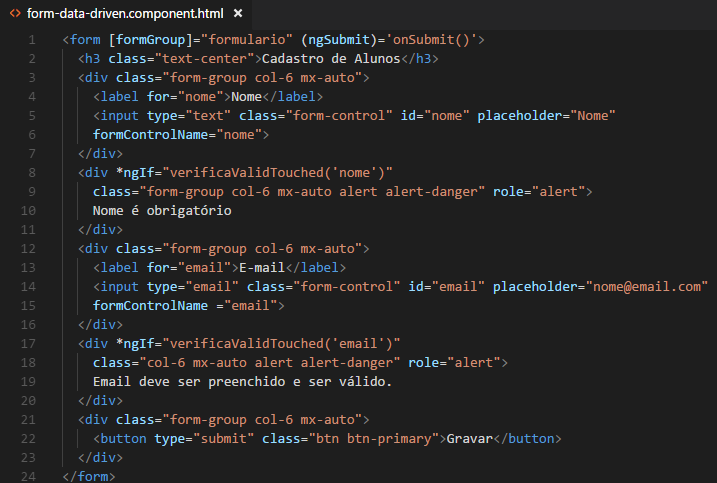 <> form-data-driven.component.html ×
1 <form [formGroup]="formulario" (ngSubmit)='onSubmit()'>
2 <h3 class="text-center">Cadastro de Alunos</h3>
3 <div class="form-group col-6 mx-auto">
4 <label for="nome">Nome</label>
5 <input type="text" class="form-control" id="nome" placeholder="Nome"
6 formControlName="nome">
7 </div>
8 <div *ngIf="verificaValidTouched('nome')"
9 class="form-group col-6 mx-auto alert alert-danger" role="alert">
10 Nome é obrigatório
11 </div>
12 <div class="form-group col-6 mx-auto">
13 <label for="email">E-mail</label>
14 <input type="email" class="form-control" id="email" placeholder="nome@email.com"
15 formControlName ="email">
16 </div>
17 <div *ngIf="verificaValidTouched('email')"
18 class="col-6 mx-auto alert alert-danger" role="alert">
19 Email deve ser preenchido e ser válido.
20 </div>
21 <div class="form-group col-6 mx-auto">
22 <button type="submit" class="btn btn-primary">Gravar</button>
23 </div>
24 </form>